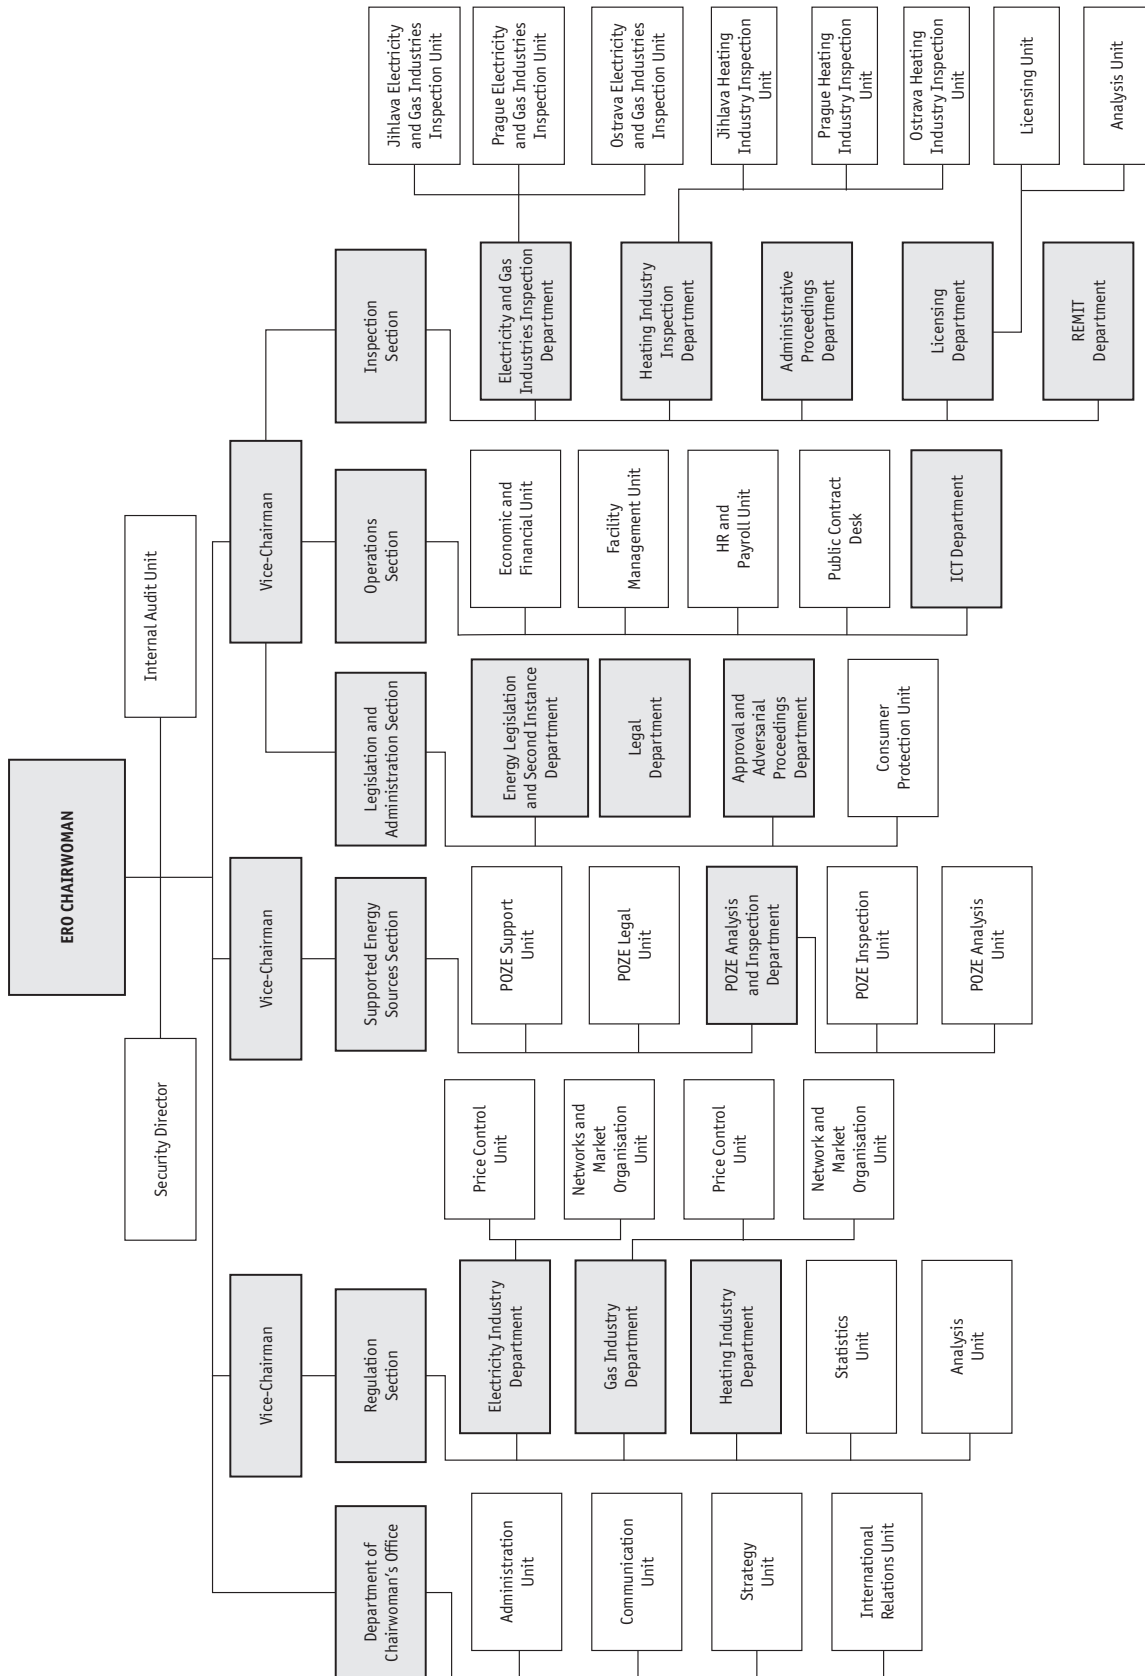 ERO CHAIRWOMAN
Security Director
Internal Audit Unit
Vice-Chairman
Vice-Chairman
Vice-Chairman
Department of
Chairwoman's Office
Regulation
Section
Supported Energy
Sources Section
Legislation and
Administration Section
Operations
Section
Inspection
Section
Administration
Unit
Communication
Unit
Strategy
Unit
International
Relations Unit
Electricity Industry
Department
Gas Industry
Department
Heating Industry
Department
Statistics
Unit
Analysis
Unit
Price Control
Unit
Networks and
Market
Organisation
Unit
Price Control
Unit
Network and
Market
Organisation
Unit
POZE Support
Unit
POZE Legal
Unit
POZE Analysis
and Inspection
Department
POZE Inspection
Unit
POZE Analysis
Unit
Energy Legislation
and Second Instance
Department
Legal
Department
Approval and
Adversarial
Proceedings
Department
Consumer
Protection Unit
Economic and
Financial Unit
Facility
Management Unit
HR and
Payroll Unit
Public Contract
Desk
ICT Department
Electricity and Gas
Industries Inspection
Department
Heating Industry
Inspection
Department
Administrative
Proceedings
Department
Licensing
Department
REMIT
Department
Jihlava Electricity
and Gas Industries
Inspection Unit
Prague Electricity
and Gas Industries
Inspection Unit
Ostrava Electricity
and Gas Industries
Inspection Unit
Jihlava Heating
Industry Inspection
Unit
Prague Heating
Industry Inspection
Unit
Ostrava Heating
Industry Inspection
Unit
Licensing Unit
Analysis Unit